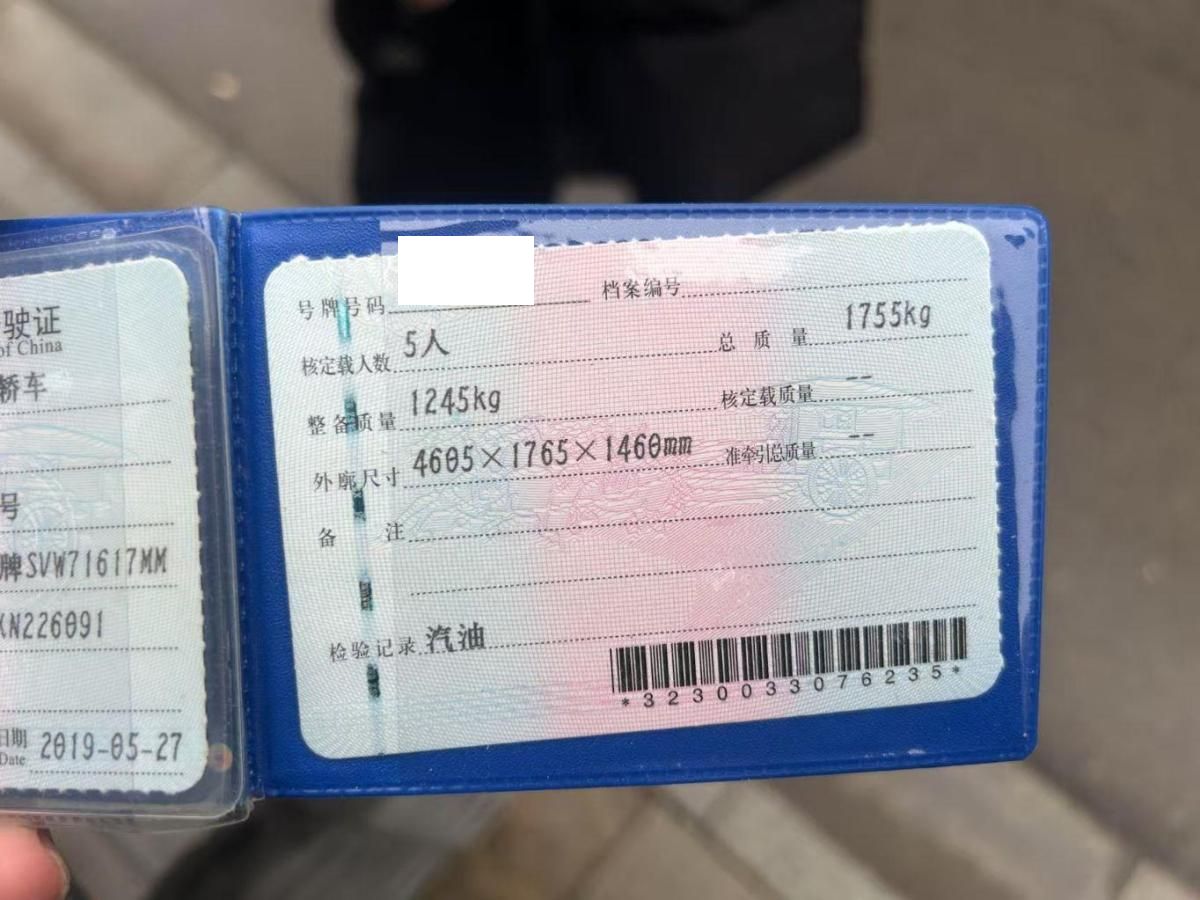 驶证
of China
轿车
号
牌SVW71617MM
KN226091
日期 2019-05-27
Date
号牌号码
档案编号
核定载人数 5人
总质量 1755kg
整备质量 1245kg
核定载质量 --
外廓尺寸 4605×1765×1460mm
准牵引总质量 --
备注
检验记录 汽油
*3230033076235*